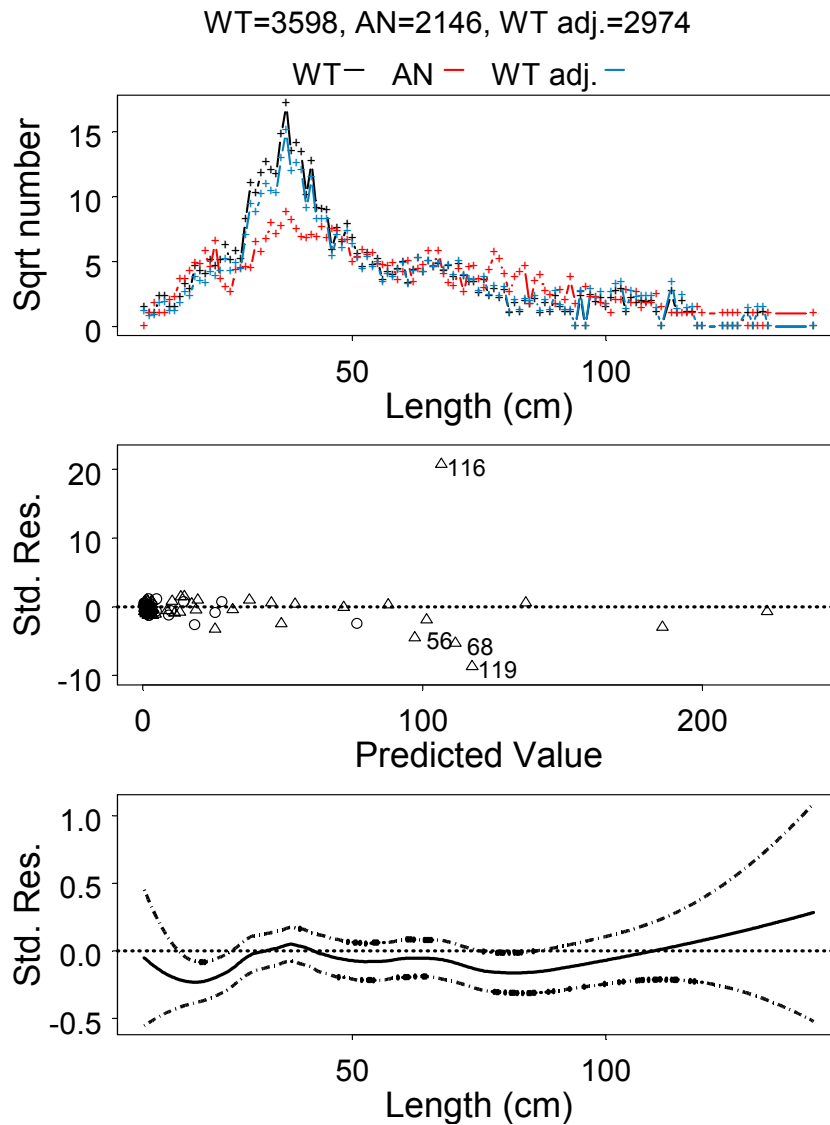 WT=3598, AN=2146, WT adj.=2974
WT AN WT adj.
Sqrt number
15
10
5
0
50 100
Length (cm)
Std. Res.
20
10
0
-10
116
56
68
119
0 100 200
Predicted Value
Std. Res.
1.0
0.5
0.0
-0.5
50 100
Length (cm)